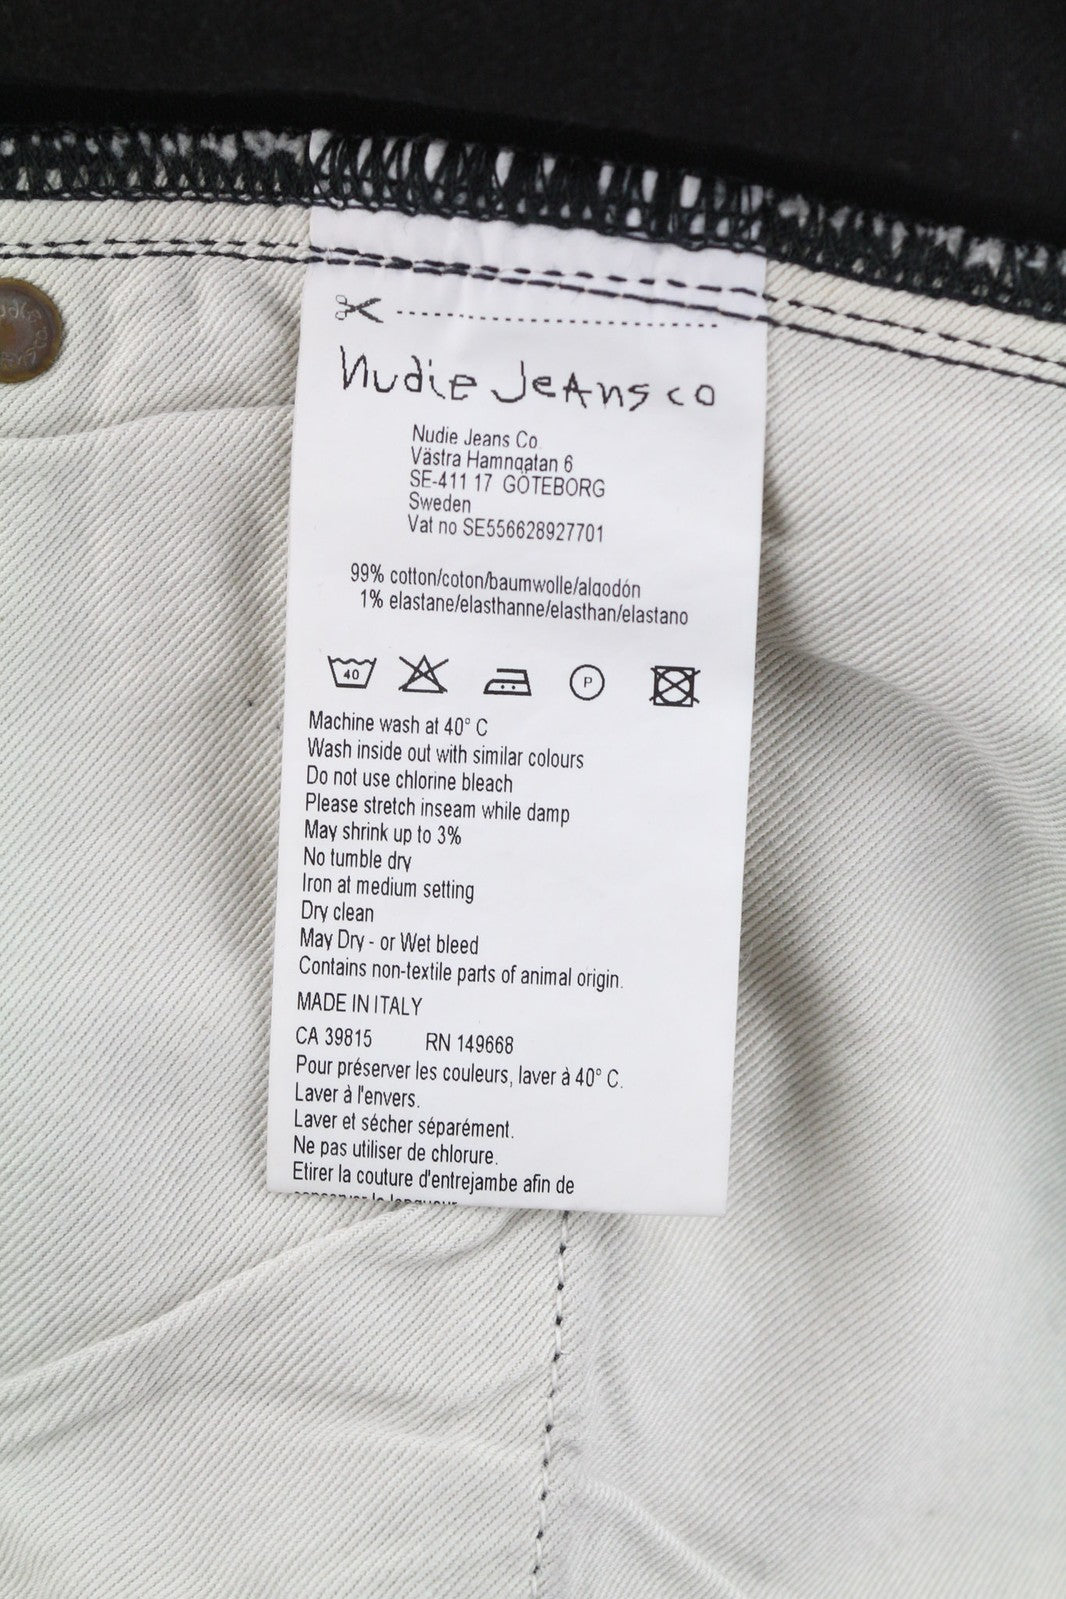 Nudie Jeans co
Nudie Jeans Co
Västra Hamngatan 6
SE-411 17 GÖTEBORG
Sweden
Vat no SE556628927701
99% cotton/coton/baumwolle/algodón
1% elastane/elasthanne/elasthan/elastano
40
P
Machine wash at 40° C
Wash inside out with similar colours
Do not use chlorine bleach
Please stretch inseam while damp
May shrink up to 3%
No tumble dry
Iron at medium setting
Dry clean
May Dry - or Wet bleed
Contains non-textile parts of animal origin.
MADE IN ITALY
CA 39815 RN 149668
Pour préserver les couleurs, laver à 40° C.
Laver à l'envers.
Laver et sécher séparément.
Ne pas utiliser de chlorure.
Etirer la couture d'entrejambe afin de